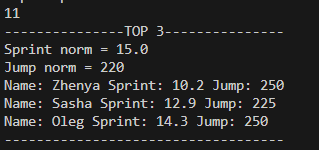 11
---------------TOP 3---------------
Sprint norm = 15.0
Jump norm = 220
Name: Zhenya Sprint: 10.2 Jump: 250
Name: Sasha Sprint: 12.9 Jump: 225
Name: Oleg Sprint: 14.3 Jump: 250
-----------------------------------